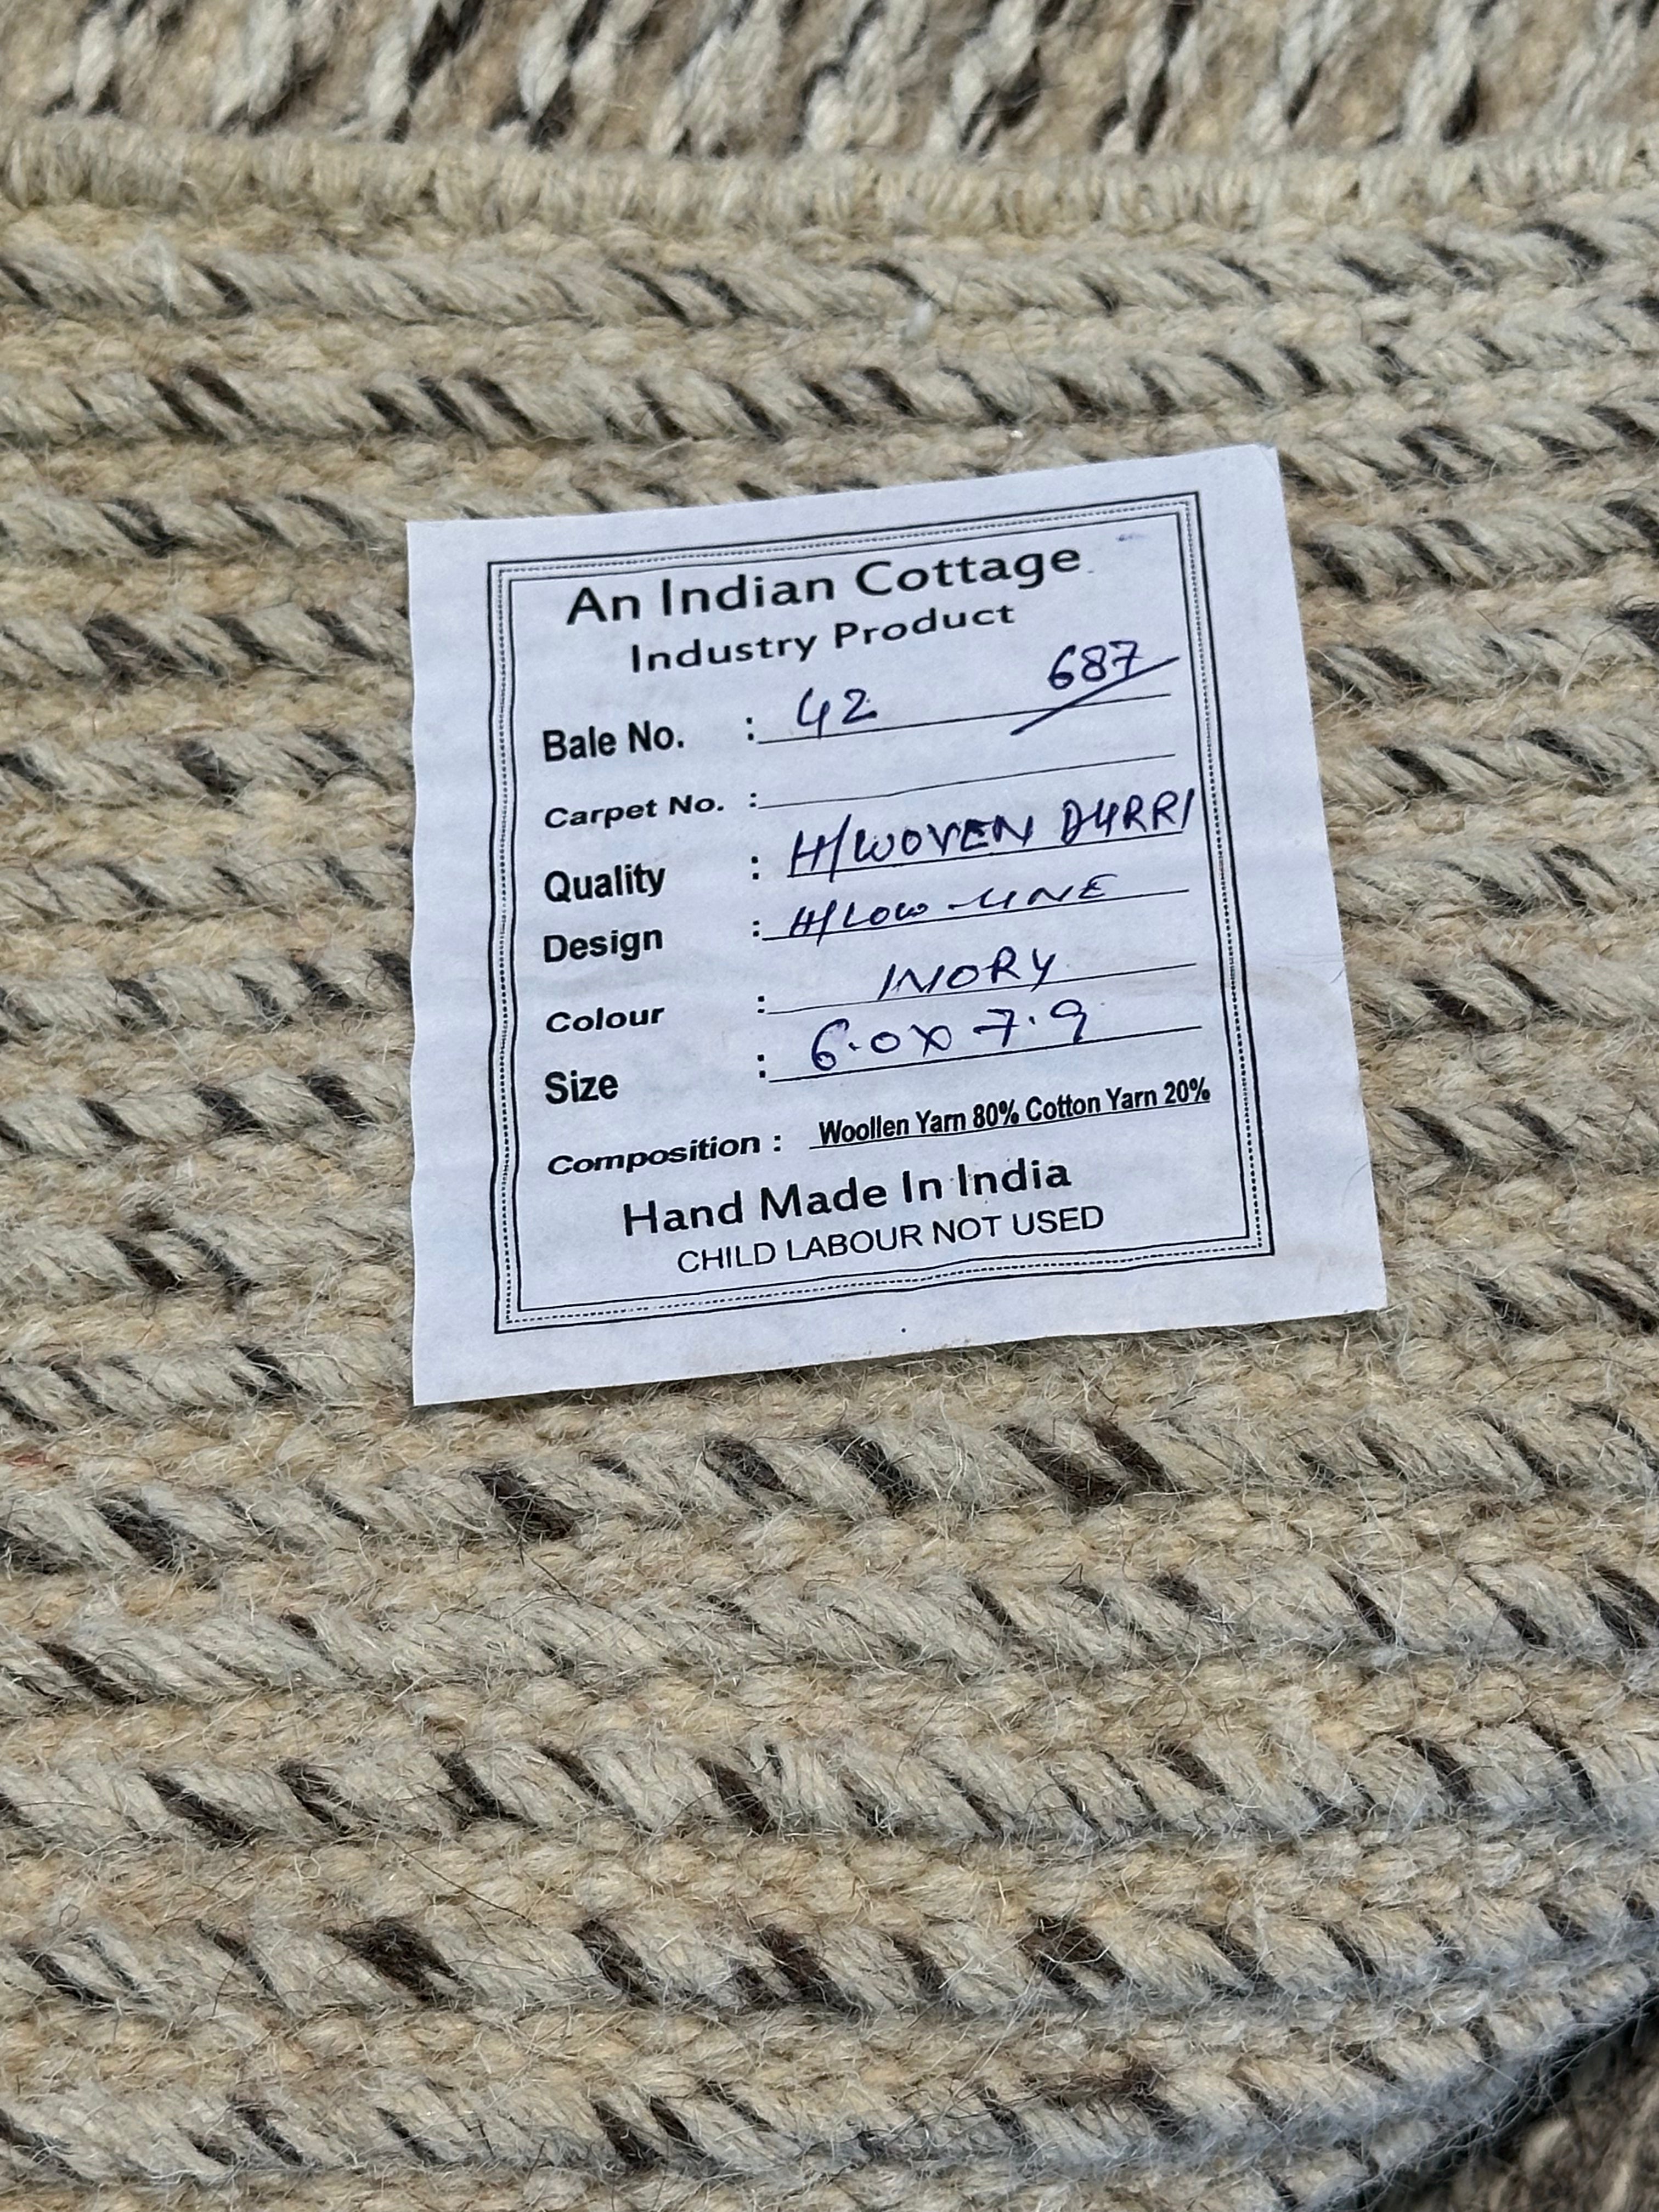 An Indian Cottage
Industry Product
Bale No. : 42 687
Carpet No. :
Quality : H/WOVEN DURRI
Design : H/LOW-LINE
Colour : IVORY
Size : 6.0x7.9
Composition : Woollen Yarn 80% Cotton Yarn 20%
Hand Made In India
CHILD LABOUR NOT USED